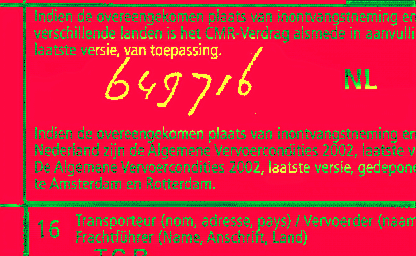 Indien de overeengekomen plaats van inontvangstneming en
verschillende landen is het CMR-Verdrag alsmede in aanvulli
laatste versie, van toepassing.
649716
NL
Indien de overeengekomen plaats van inontvangstneming en
Nederland zijn de Algemene Vervoercondities 2002, laatste v
De Algemene Vervoercondities 2002, laatste versie, gedepone
te Amsterdam en Rotterdam.
16 Transporteur (nom, adresse, pays) / Vervoerder (naam
Frachtführer (Name, Anschrift, Land)